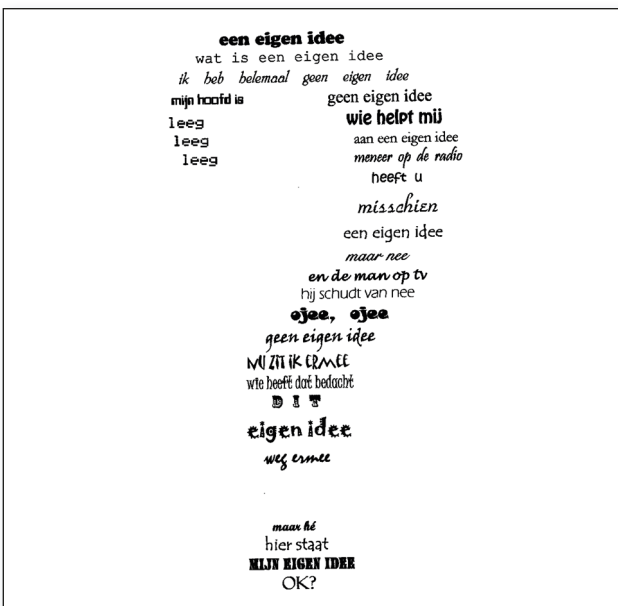 een eigen idee
wat is een eigen idee
ik heb helemaal geen eigen idee
mijn hoofd is geen eigen idee
leeg wie helpt mij
leeg aan een eigen idee
leeg meneer op de radio
heeft u
misschien
een eigen idee
maar nee
en de man op tv
hij schudt van nee
ojee, ojee
geen eigen idee
NU ZIT IK ERMEE
wie heeft dat bedacht
DIT
eigen idee
weg ermee
maar hé
hier staat
MIJN EIGEN IDEE
OK?